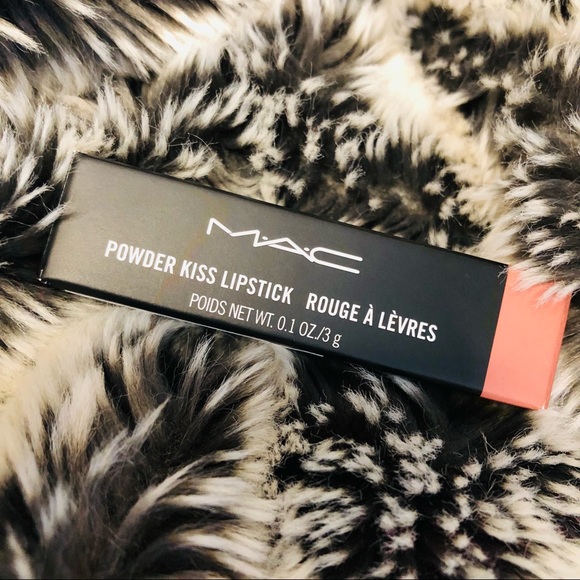 M·A·C
POWDER KISS LIPSTICK ROUGE À LÈVRES
POIDS NET WT. 0.1 OZ./3 g